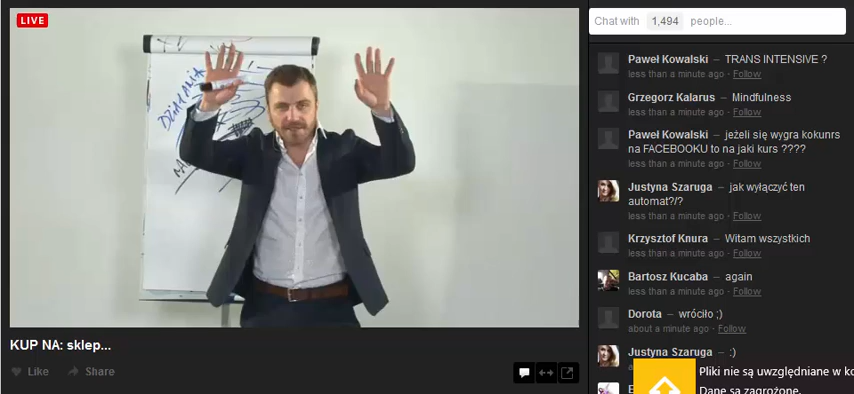 LIVE
DZIAŁANIA
KUP NA: sklep...
Like
Share
Chat with 1,494 people...
Paweł Kowalski – TRANS INTENSIVE ?
less than a minute ago · Follow
Grzegorz Kalarus – Mindfulness
less than a minute ago · Follow
Paweł Kowalski – jeżeli się wygra kokunrs
na FACEBOOKU to na jaki kurs ????
less than a minute ago · Follow
Justyna Szaruga – jak wyłączyć ten
automat?/?
less than a minute ago · Follow
Krzysztof Knura – Witam wszystkich
less than a minute ago · Follow
Bartosz Kucaba – again
less than a minute ago · Follow
Dorota – wróciło ;)
about a minute ago · Follow
Justyna Szaruga – :)
Pliki nie są uwzględniane w ko
Dane są zagrożone.